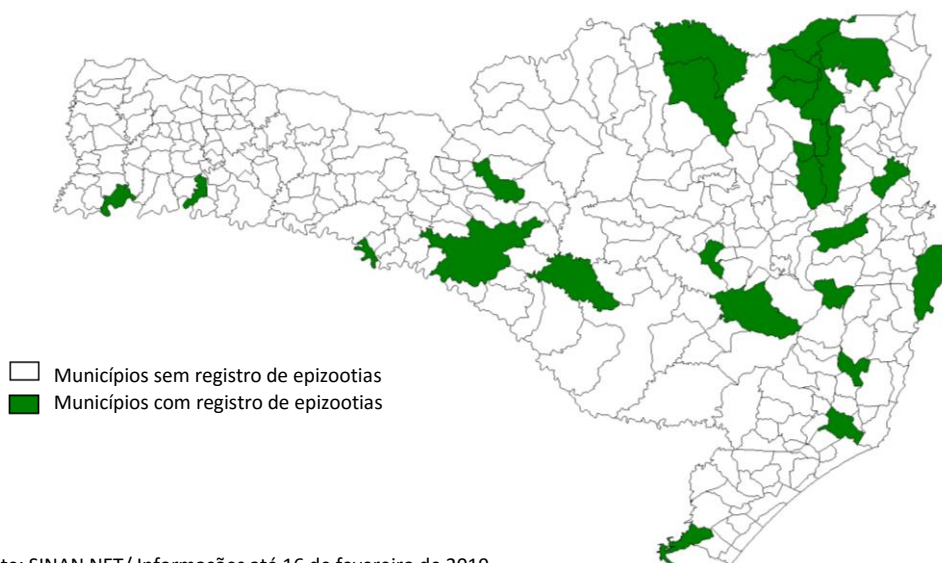 Municípios sem registro de epizootias
Municípios com registro de epizootias
SINAN NET/ Informações até 16 de fevereiro de 2019